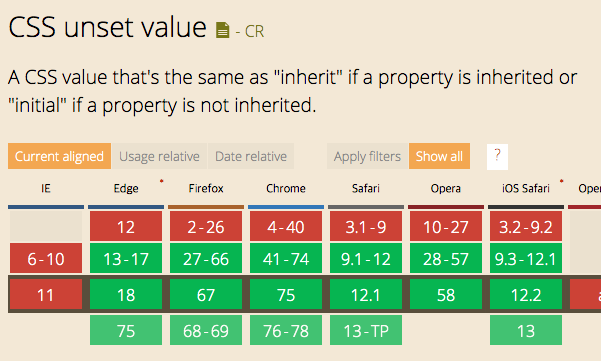 CSS unset value - CR
A CSS value that's the same as "inherit" if a property is inherited or
"initial" if a property is not inherited.
Current aligned Usage relative Date relative Apply filters Show all ?
IE Edge * Firefox Chrome Safari Opera iOS Safari *
12 2-26 4-40 3.1-9 10-27 3.2-9.2
6-10 13-17 27-66 41-74 9.1-12 28-57 9.3-12.1
11 18 67 75 12.1 58 12.2
75 68-69 76-78 13-TP 13